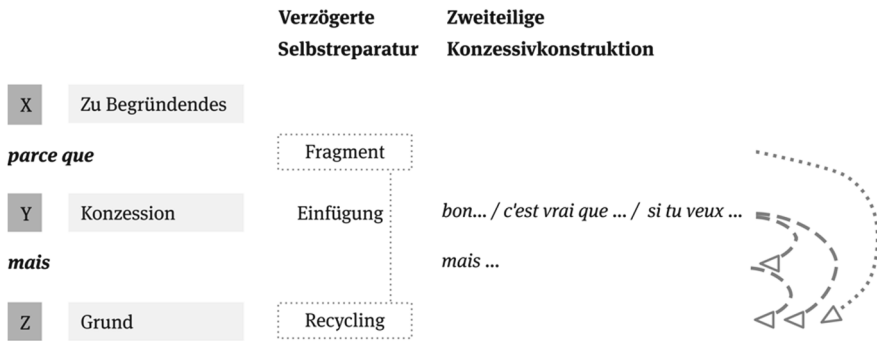 Verzögerte Zweiteilige
Selbstreparatur Konzessivkonstruktion
X Zu Begründendes
parce que Fragment
Y Konzession Einfügung bon... / c'est vrai que ... / si tu veux ...
mais mais ...
Z Grund Recycling